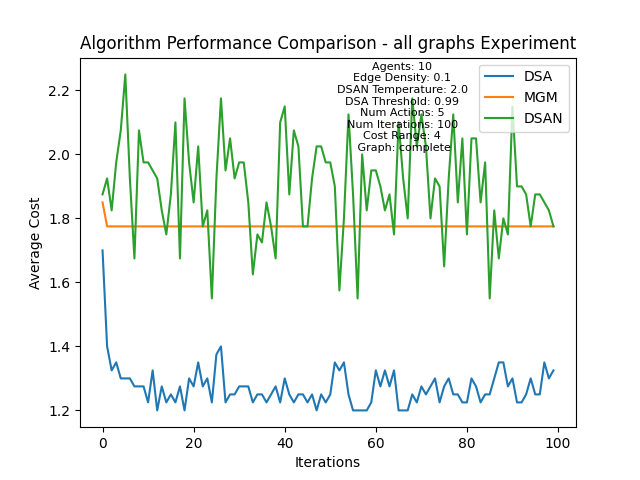 Algorithm Performance Comparison - all graphs Experiment
Agents: 10
Edge Density: 0.1
DSAN Temperature: 2.0
DSA Threshold: 0.99
Num Actions: 5
Num Iterations: 100
Cost Range: 4
Graph: complete
DSA
MGM
DSAN
2.2
2.0
1.8
1.6
1.4
1.2
Average Cost
0 20 40 60 80 100
Iterations